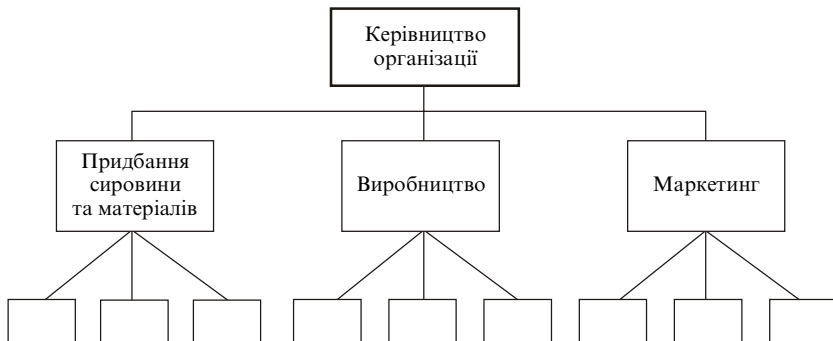 Керівництво
організації
Придбання
сировини
та матеріалів
Виробництво
Маркетинг